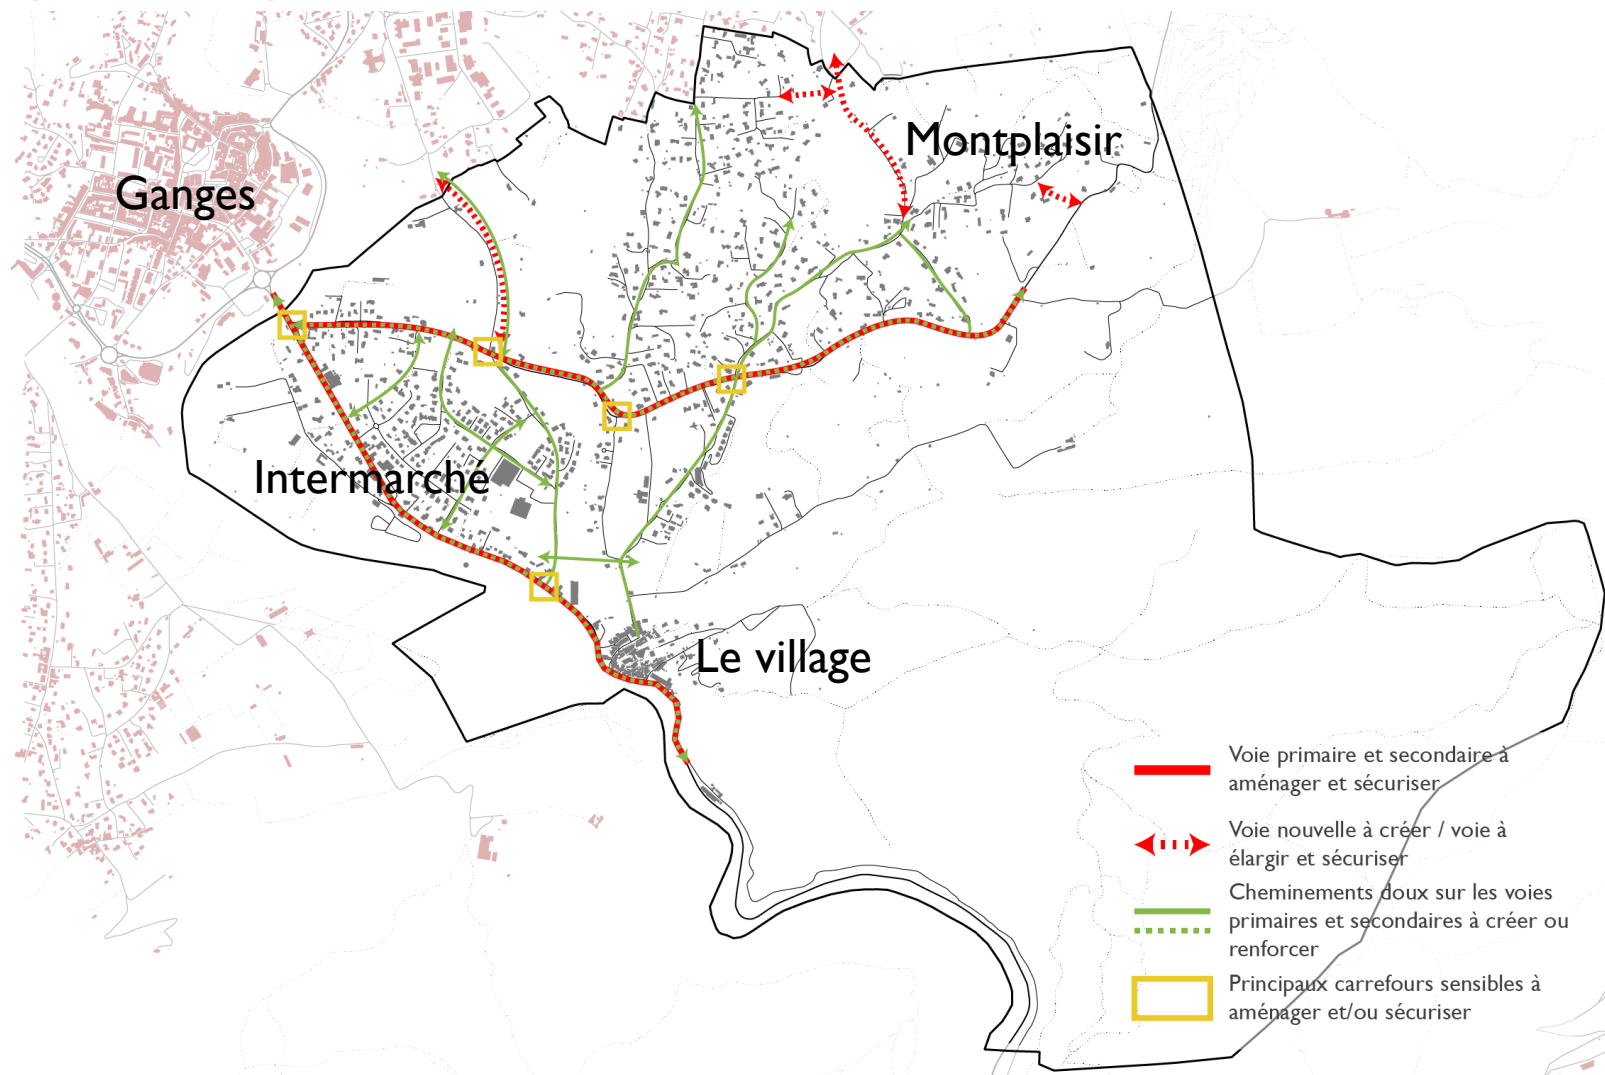 Montplaisir
Ganges
Intermarché
Le village
Voie primaire et secondaire à
aménager et sécuriser
Voie nouvelle à créer / voie à
élargir et sécuriser
Cheminements doux sur les voies
primaires et secondaires à créer ou
renforcer
Principaux carrefours sensibles à
aménager et/ou sécuriser